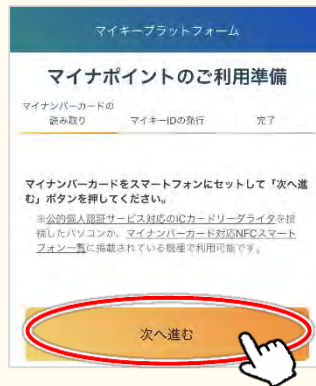 マイキープラットフォーム
マイナポイントのご利用準備
マイナンバーカードの
読み取り
マイキーIDの発行
完了
マイナンバーカードをスマートフォンにセットして「次へ進
む」ボタンを押してください。
※公的個人認証サービス対応のICカードリーダライタを接
続したパソコンか、マイナンバーカード対応NFCスマート
フォン一覧に掲載されている機種で利用可能です。
次へ進む